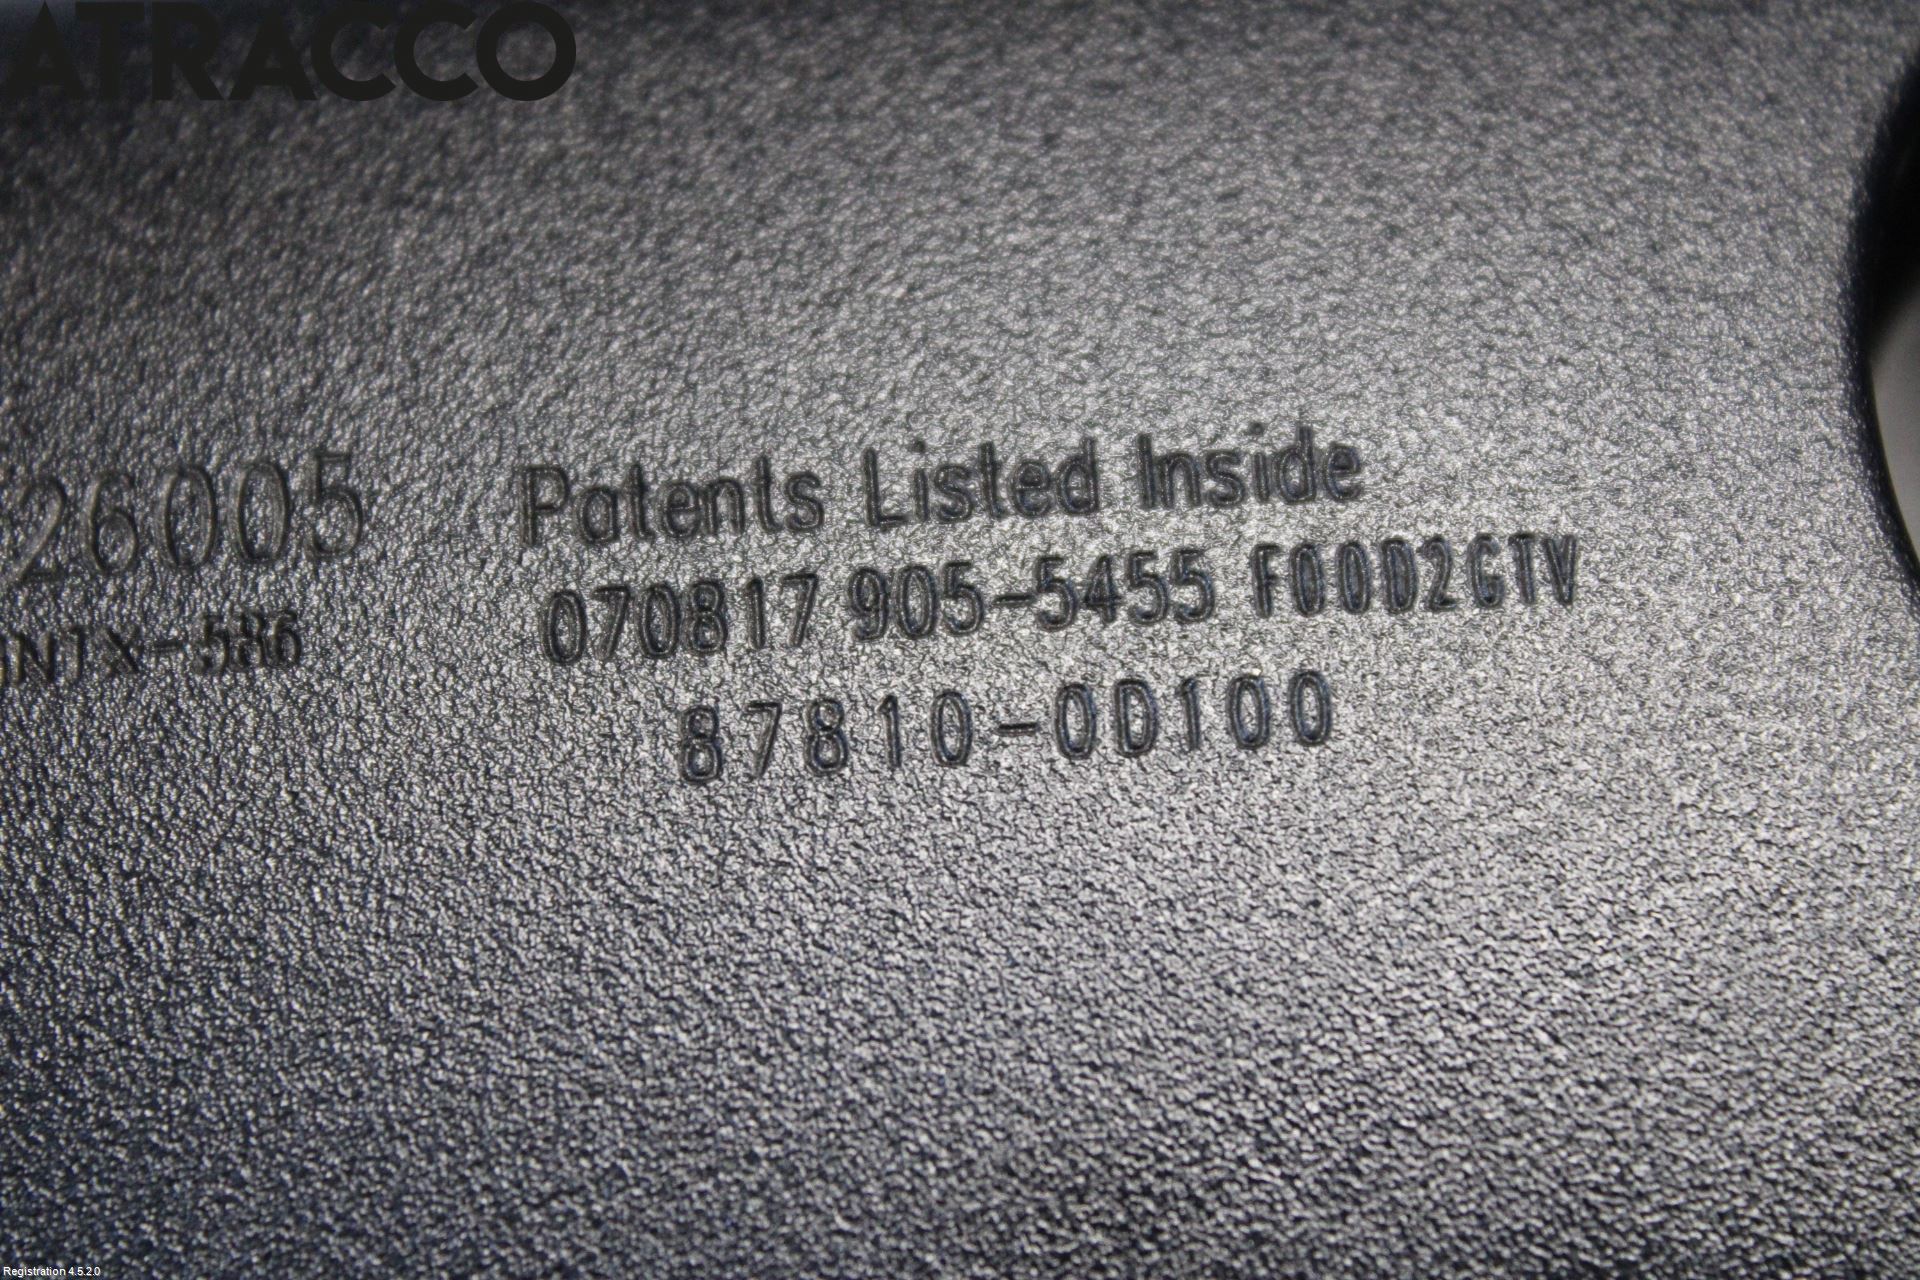 ATRACCO
26005
NTX-586
Patents Listed Inside
070817 905-5455 F00D2GTV
87810-0D100
Registration 4.5.2.0